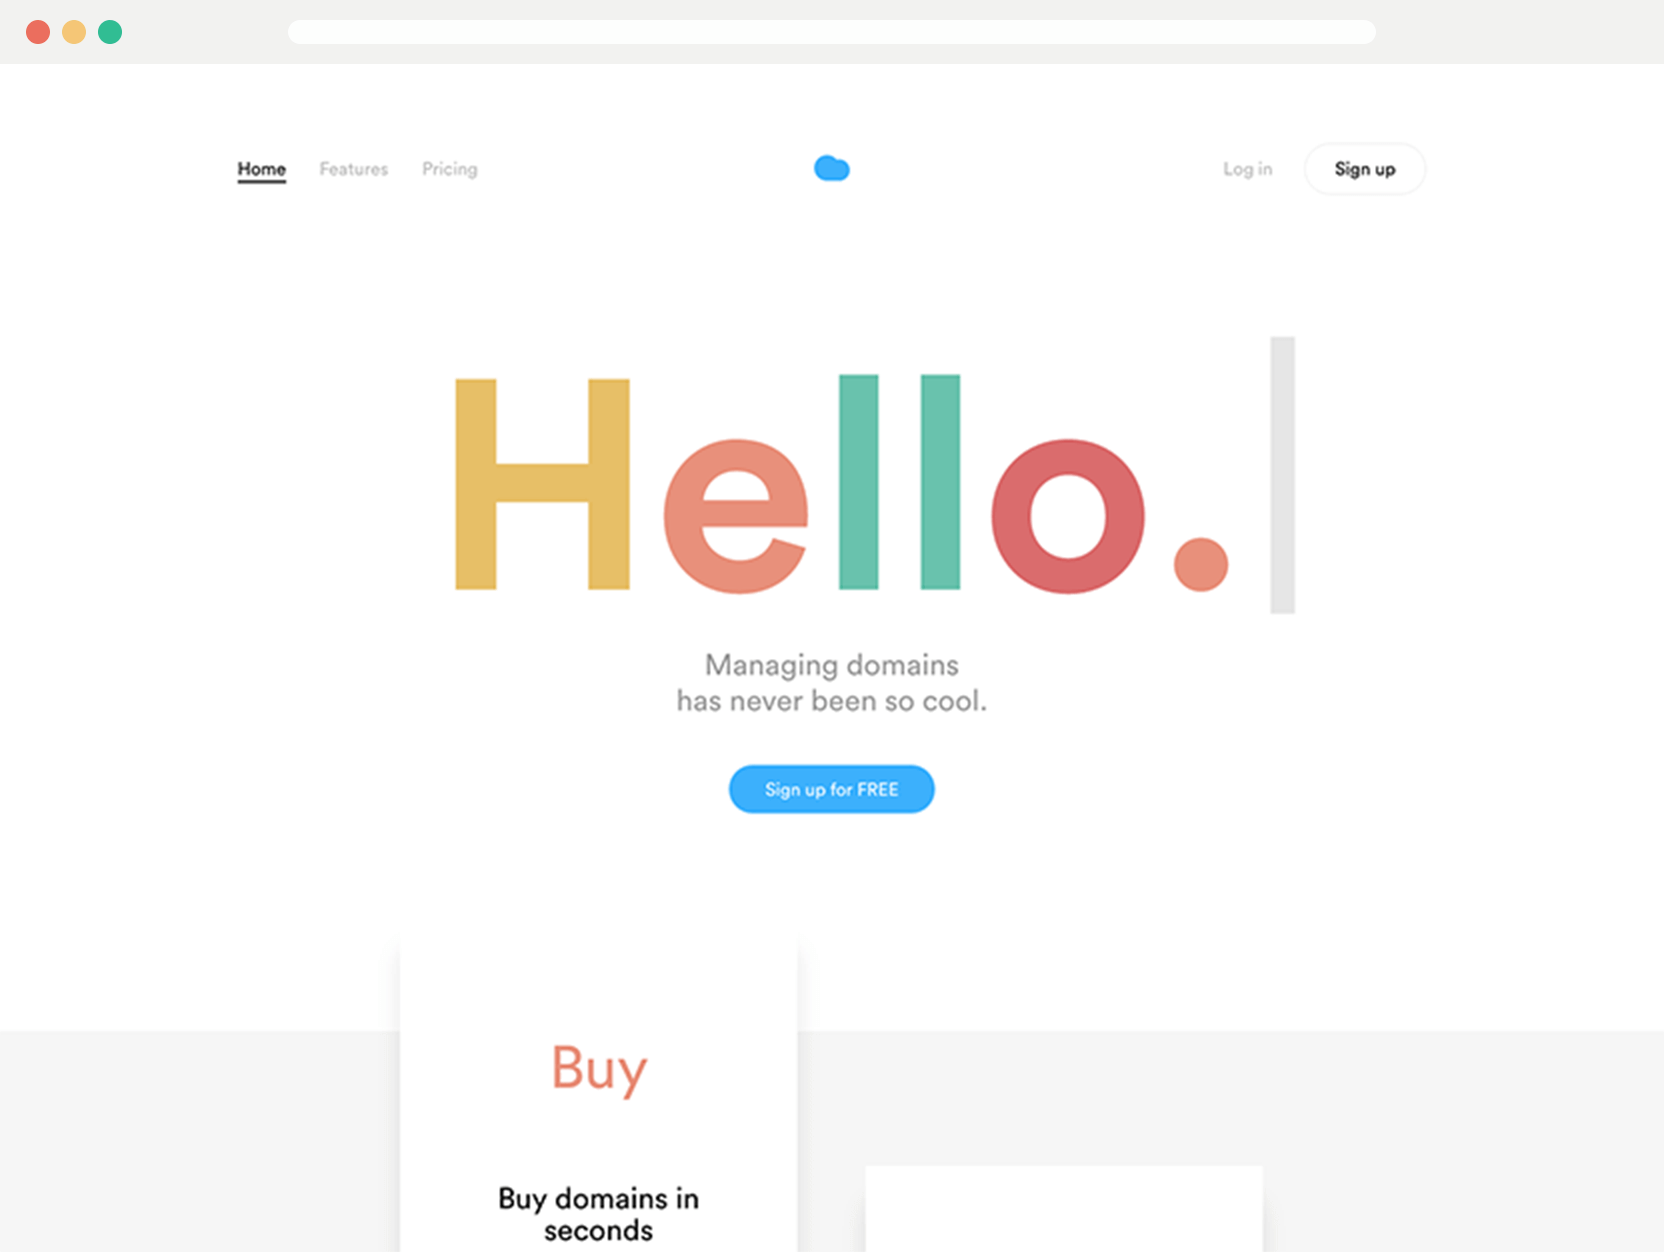 Home Features Pricing Log in Sign up
Hello.
Managing domains
has never been so cool.
Sign up for FREE
Buy
Buy domains in
seconds